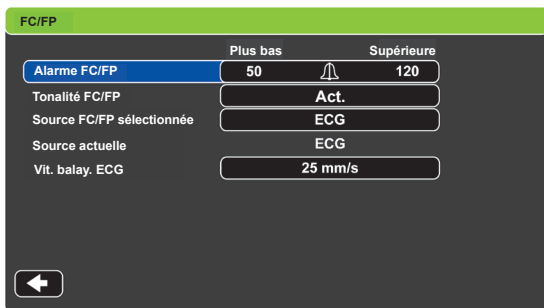 FC/FP
Plus bas Supérieure
Alarme FC/FP 50 120
Tonalité FC/FP Act.
Source FC/FP sélectionnée ECG
Source actuelle ECG
Vit. balay. ECG 25 mm/s